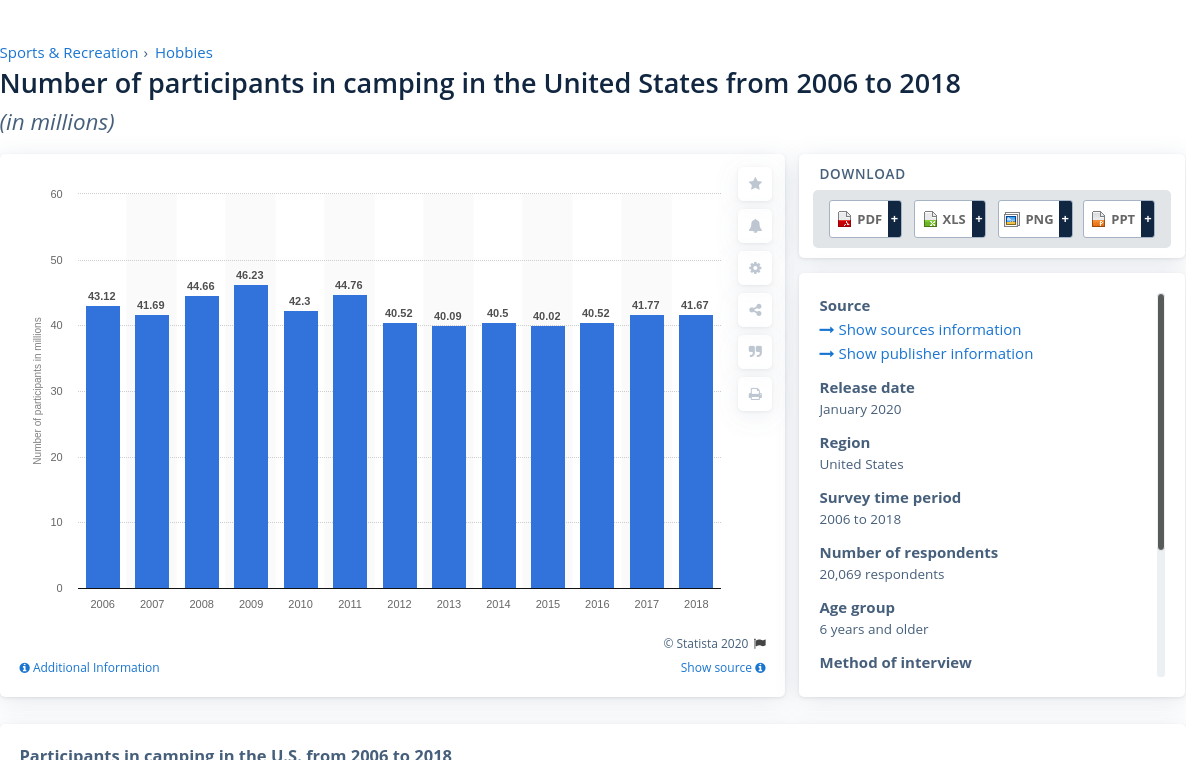 Sports & Recreation › Hobbies
Number of participants in camping in the United States from 2006 to 2018
(in millions)
60
50
40
30
20
10
0
Number of participants in millions
43.12
41.69
44.66
46.23
42.3
44.76
40.52
40.09
40.5
40.02
40.52
41.77
41.67
2006 2007 2008 2009 2010 2011 2012 2013 2014 2015 2016 2017 2018
© Statista 2020
Additional Information
Show source
DOWNLOAD
PDF + XLS + PNG + PPT +
Source
Show sources information
Show publisher information
Release date
January 2020
Region
United States
Survey time period
2006 to 2018
Number of respondents
20,069 respondents
Age group
6 years and older
Method of interview
Participants in camping in the U.S. from 2006 to 2018